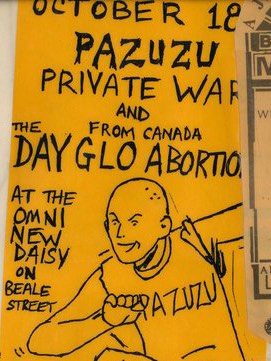 OCTOBER 18
PAZUZU
PRIVATE WAR
AND
THE FROM CANADA
DAY GLO ABORTIO
AT THE
OMNI
NEW
DAISY
ON
BEALE
STREET
PAZUZU